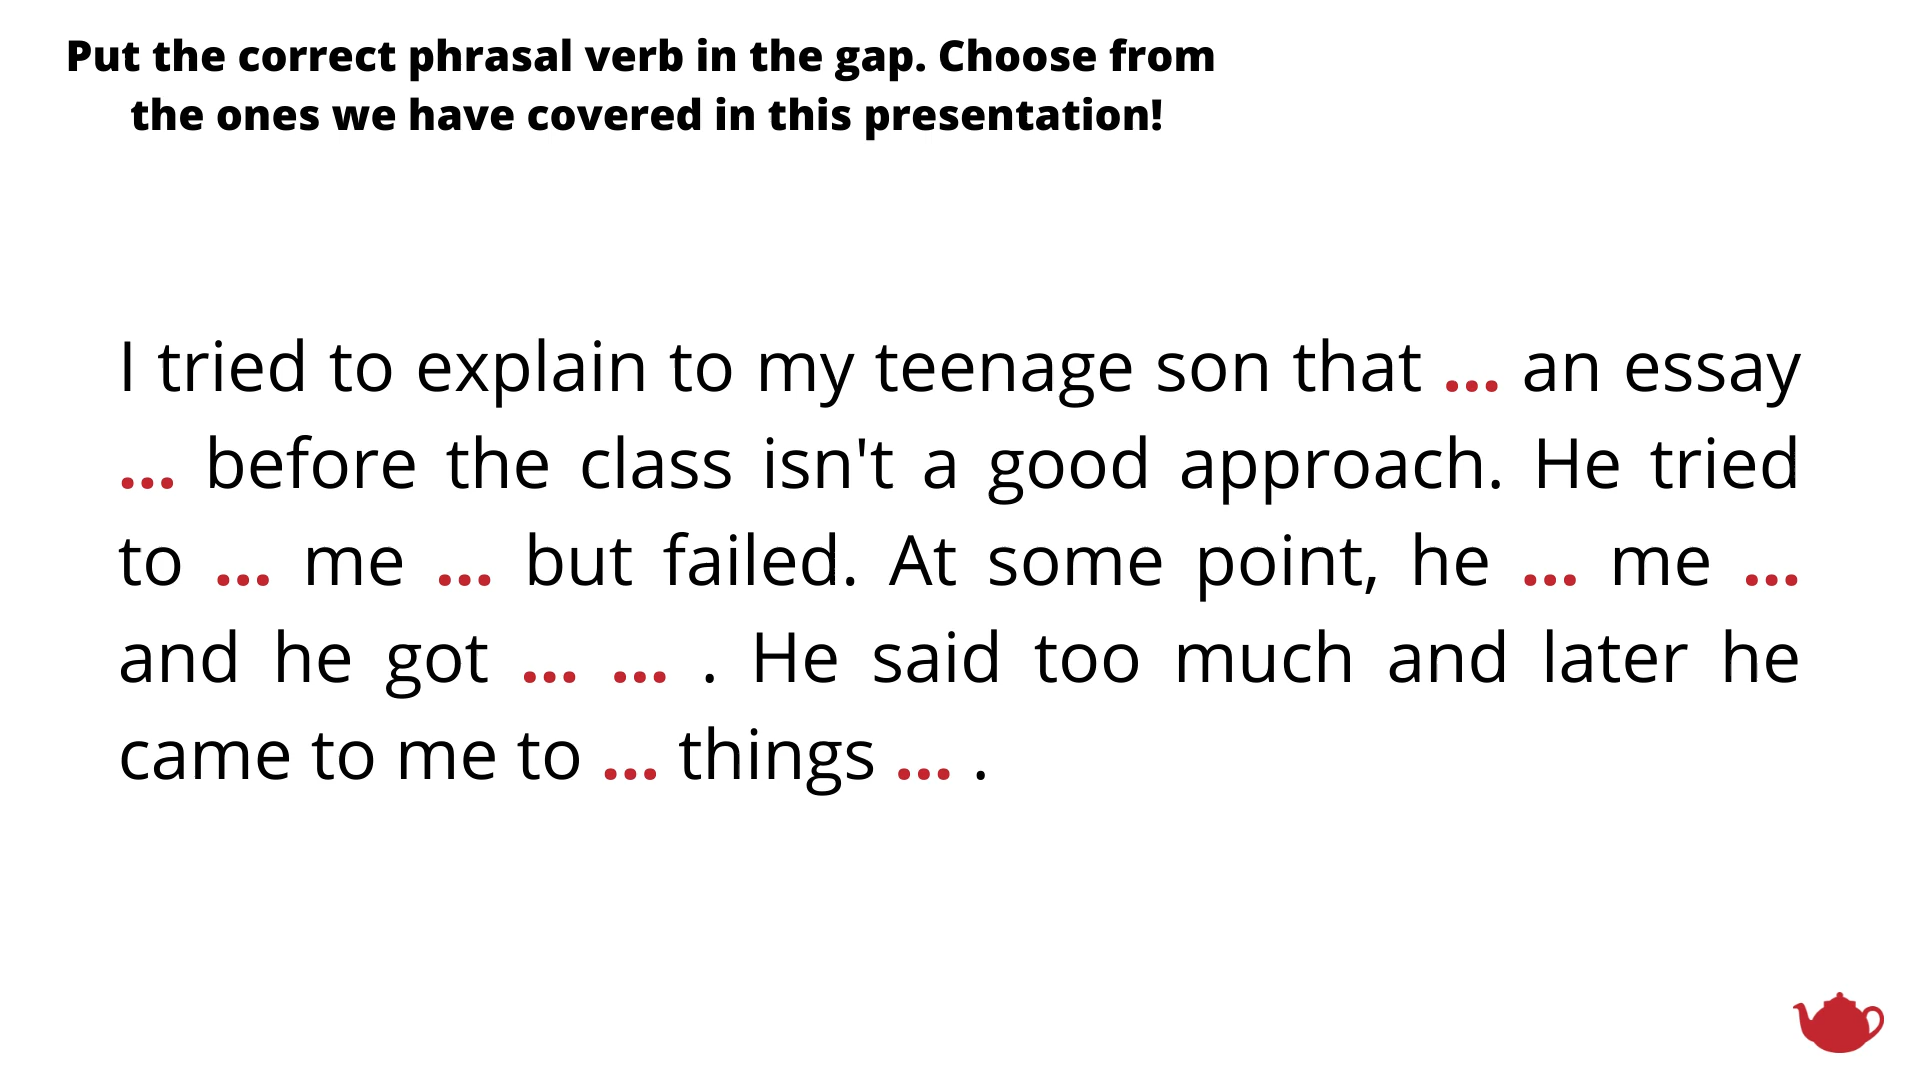 Put the correct phrasal verb in the gap. Choose from
the ones we have covered in this presentation!
I tried to explain to my teenage son that ... an essay
... before the class isn't a good approach. He tried
to ... me ... but failed. At some point, he ... me ...
and he got ... ... . He said too much and later he
came to me to ... things ... .